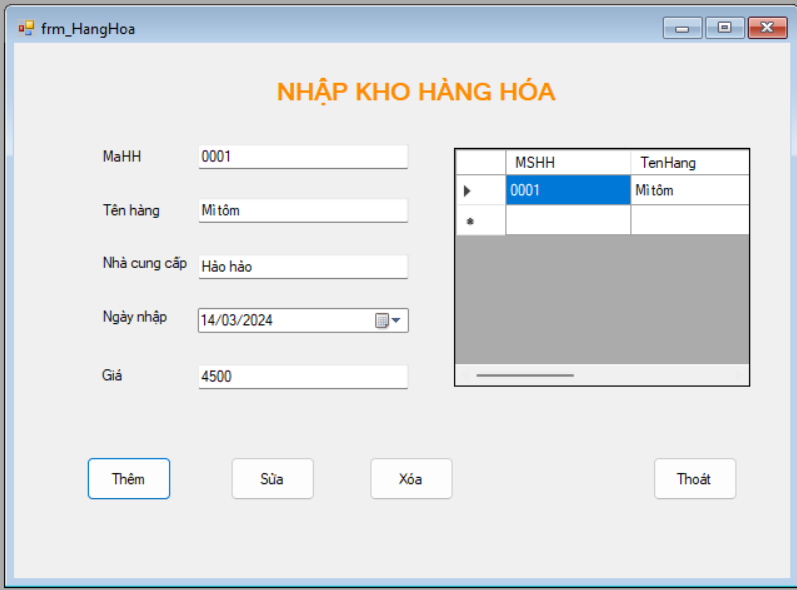 frm_HangHoa
NHẬP KHO HÀNG HÓA
MaHH 0001
Tên hàng Mì tôm
Nhà cung cấp Hảo hảo
Ngày nhập 14/03/2024
Giá 4500
MSHH TenHang
0001 Mì tôm
Thêm Sửa Xóa Thoát